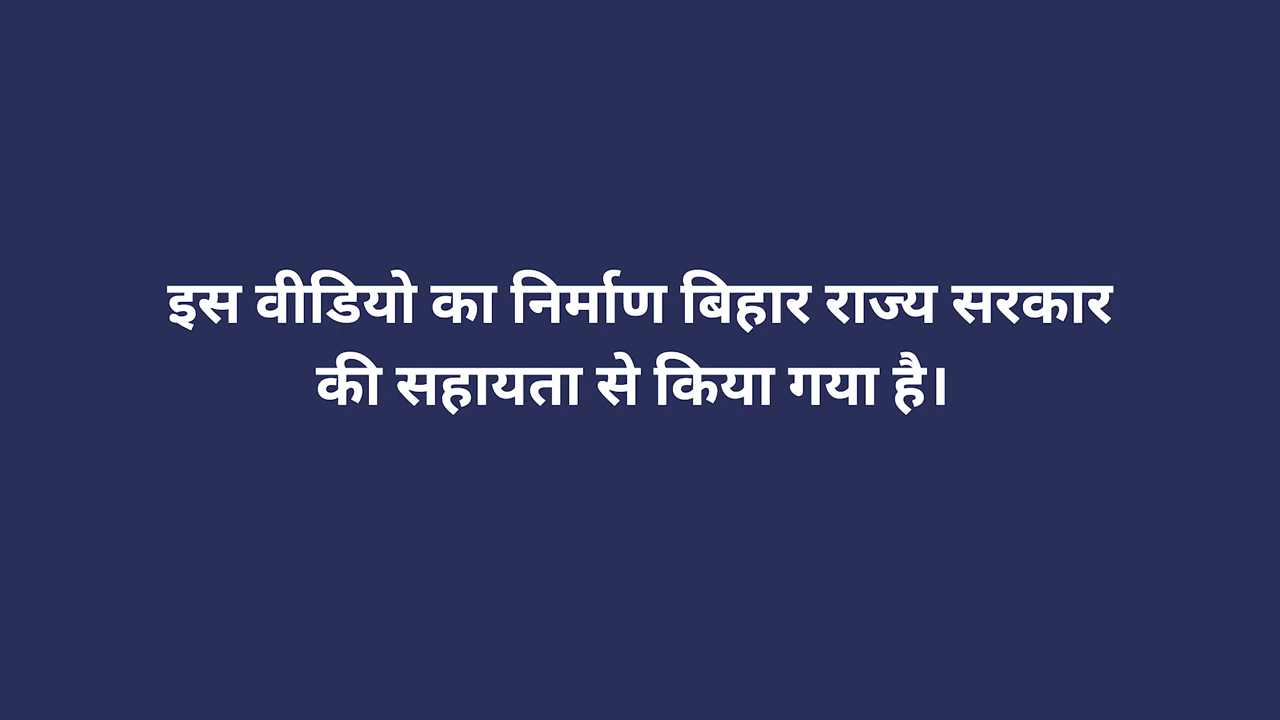 इस वीडियो का निर्माण बिहार राज्य सरकार
की सहायता से किया गया है।